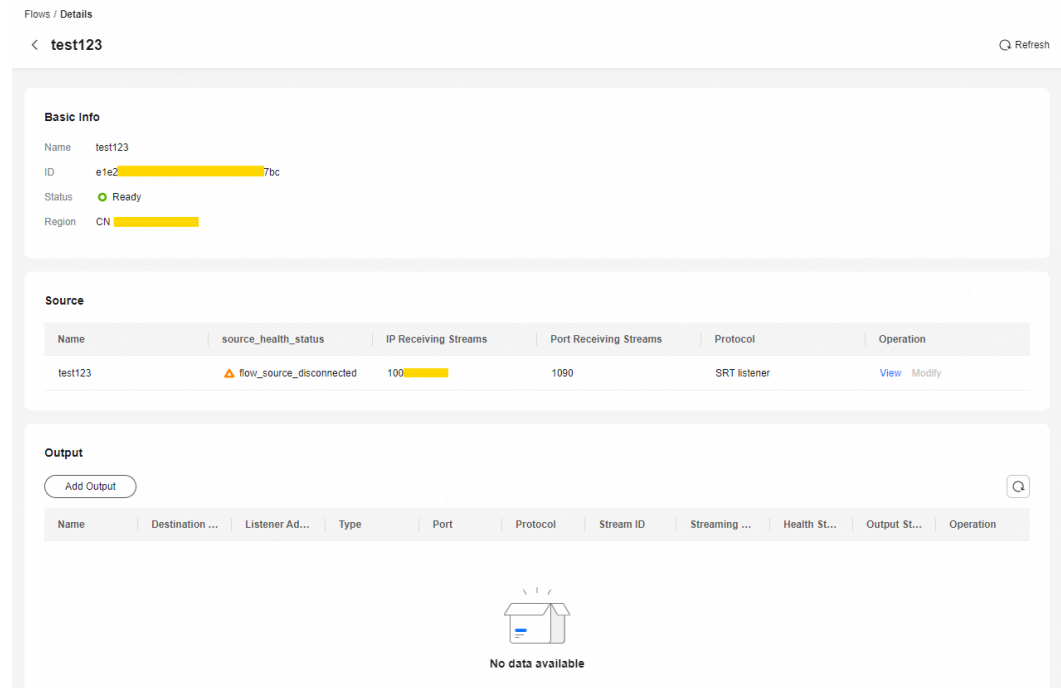 Flows / Details
test123
Refresh
Basic Info
Name test123
ID e1e2 7bc
Status Ready
Region CN
Source
Name source_health_status IP Receiving Streams Port Receiving Streams Protocol Operation
test123 flow_source_disconnected 100 1090 SRT listener View Modify
Output
Add Output
Name Destination ... Listener Ad... Type Port Protocol Stream ID Streaming ... Health St... Output St... Operation
No data available